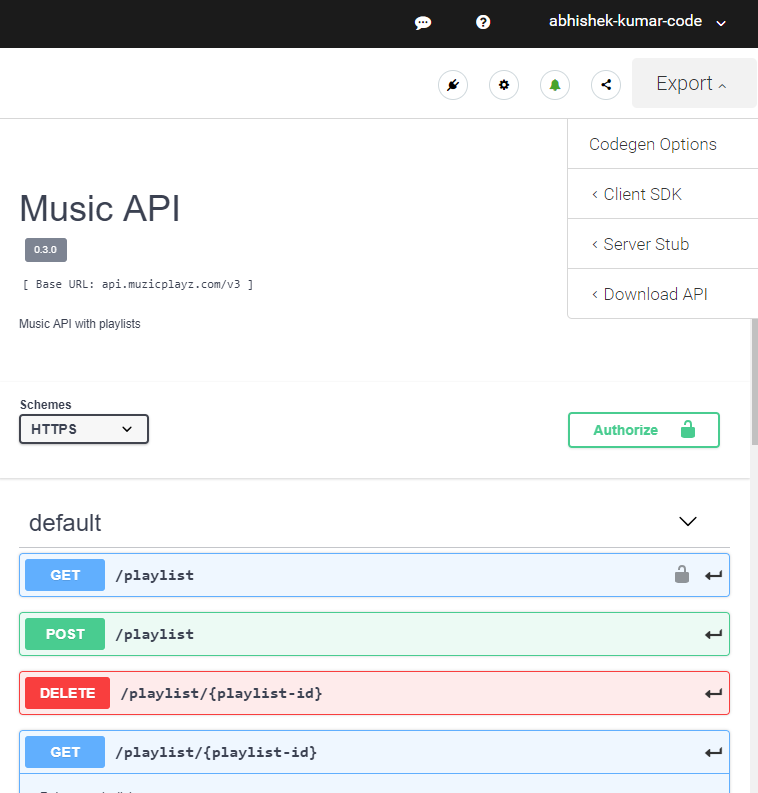 abhishek-kumar-code
Export
Codegen Options
Client SDK
Server Stub
Download API
Music API
0.3.0
[ Base URL: api.muzicplayz.com/v3 ]
Music API with playlists
Schemes
HTTPS
Authorize
default
GET /playlist
POST /playlist
DELETE /playlist/{playlist-id}
GET /playlist/{playlist-id}